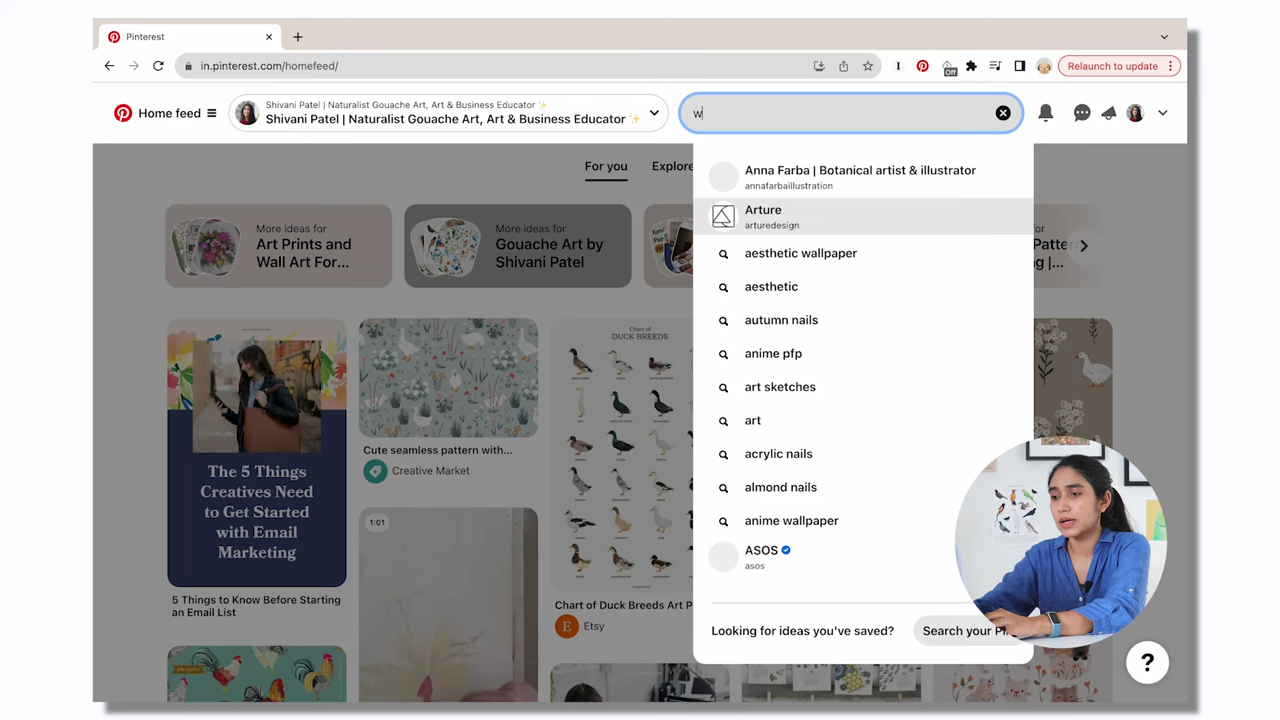 Pinterest
in.pinterest.com/homefeed/
Off
Relaunch to update
Home feed
Shivani Patel | Naturalist Gouache Art, Art & Business Educator ✨
Shivani Patel | Naturalist Gouache Art, Art & Business Educator ✨
w
For you
Explore
Anna Farba | Botanical artist & illustrator
annafarbaillustration
Arture
arturedesign
aesthetic wallpaper
aesthetic
autumn nails
anime pfp
art sketches
art
acrylic nails
almond nails
anime wallpaper
ASOS
asos
Looking for ideas you've saved?
Search your Pi
More ideas for
Art Prints and
Wall Art For...
More ideas for
Gouache Art by
Shivani Patel
The 5 Things
Creatives Need
to Get Started
with Email
Marketing
5 Things to Know Before Starting
an Email List
Cute seamless pattern with...
Creative Market
1:01
CHART OF
DUCK BREEDS
Chart of Duck Breeds Art P
E
Etsy
?